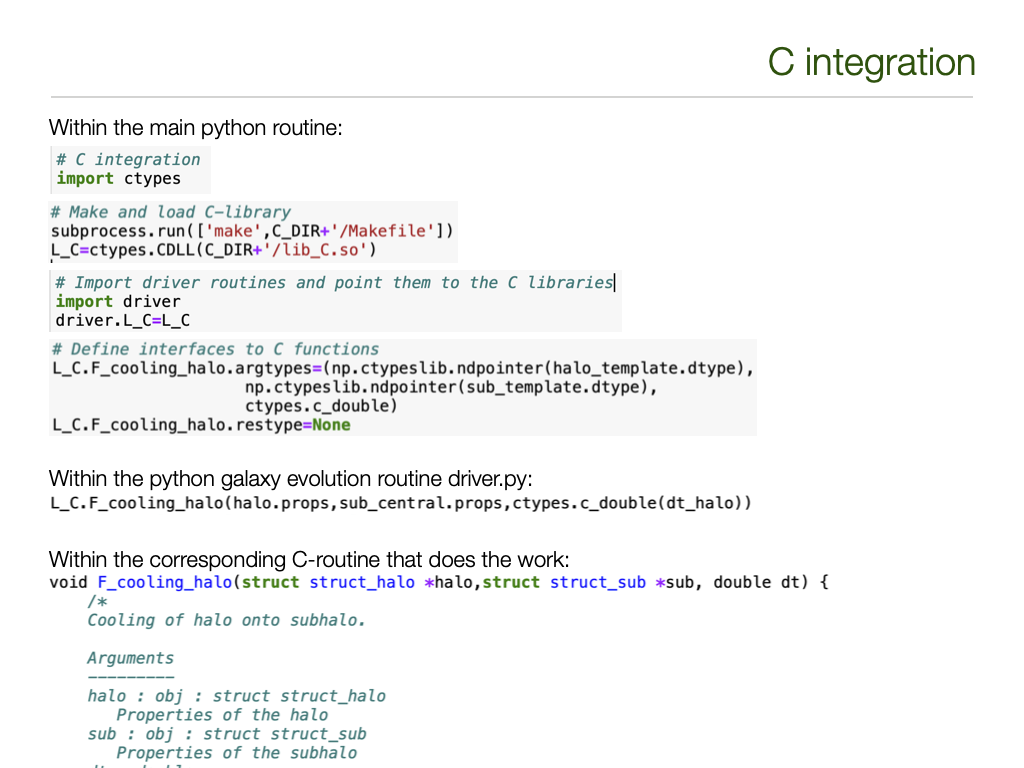 C integration
Within the main python routine:
# C integration
import ctypes
# Make and load C-library
subprocess.run(['make',C_DIR+'/Makefile'])
L_C=ctypes.CDLL(C_DIR+'/lib_C.so')
# Import driver routines and point them to the C libraries
import driver
driver.L_C=L_C
# Define interfaces to C functions
L_C.F_cooling_halo.argtypes=(np.ctypeslib.ndpointer(halo_template.dtype),
np.ctypeslib.ndpointer(sub_template.dtype),
ctypes.c_double)
L_C.F_cooling_halo.restype=None
Within the python galaxy evolution routine driver.py:
L_C.F_cooling_halo(halo.props,sub_central.props,ctypes.c_double(dt_halo))
Within the corresponding C-routine that does the work:
void F_cooling_halo(struct struct_halo *halo,struct struct_sub *sub, double dt) {
/*
Cooling of halo onto subhalo.
Arguments
---------
halo : obj : struct struct_halo
Properties of the halo
sub : obj : struct struct_sub
Properties of the subhalo